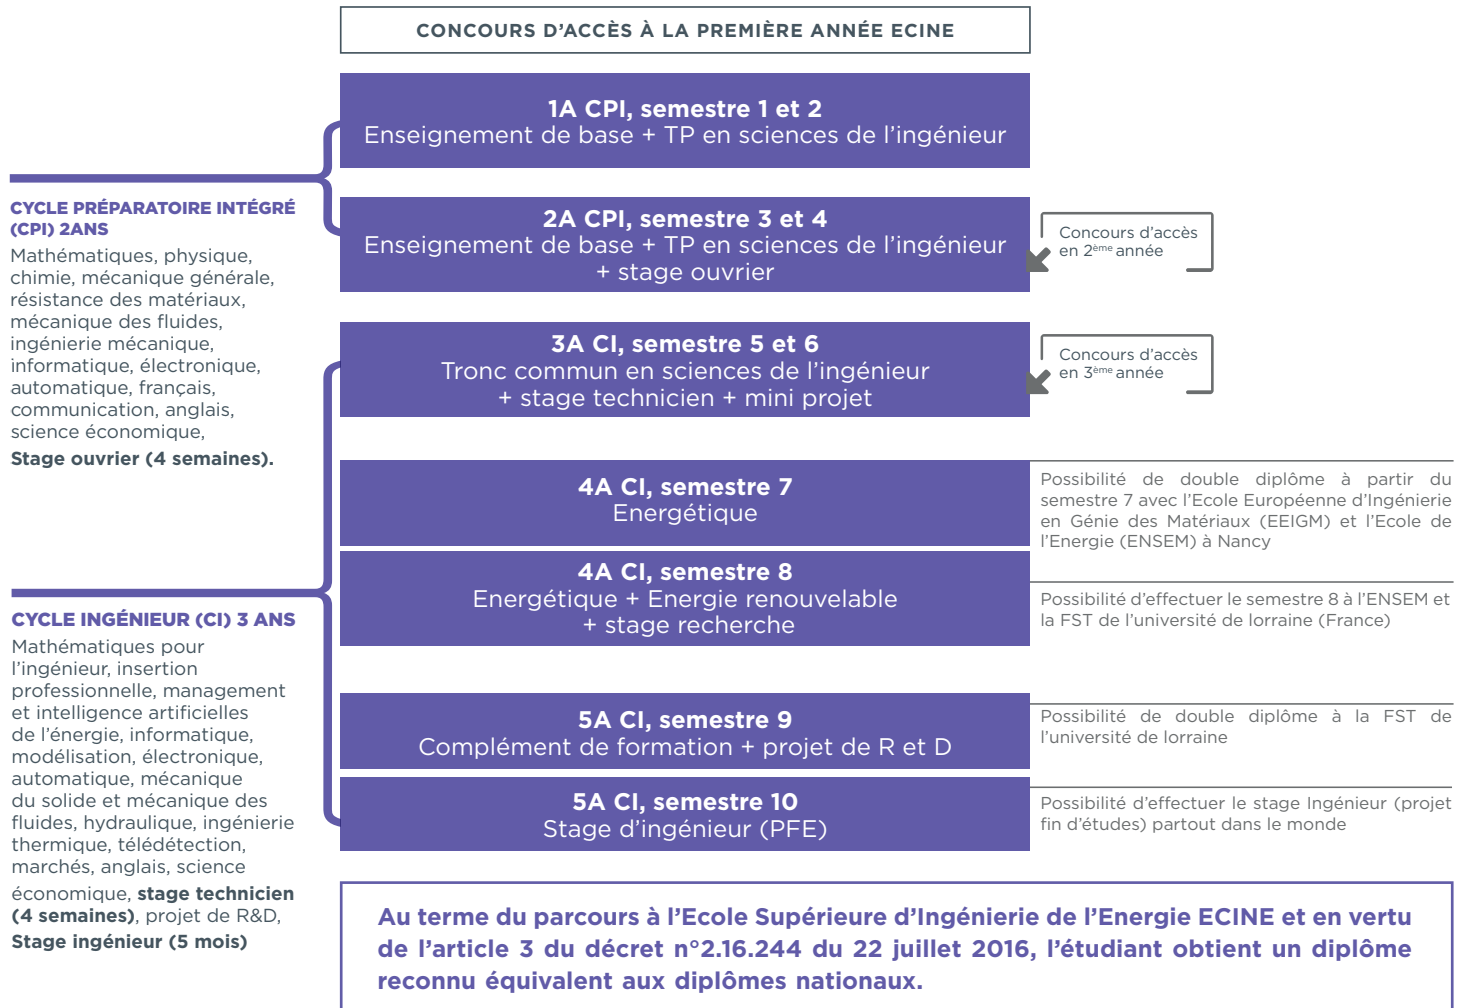 CONCOURS D'ACCÈS À LA PREMIÈRE ANNÉE ECINE
1A CPI, semestre 1 et 2
Enseignement de base + TP en sciences de l'ingénieur
CYCLE PRÉPARATOIRE INTÉGRÉ
(CPI) 2ANS
Mathématiques, physique,
chimie, mécanique générale,
résistance des matériaux,
mécanique des fluides,
ingénierie mécanique,
informatique, électronique,
automatique, français,
communication, anglais,
science économique,
Stage ouvrier (4 semaines).
2A CPI, semestre 3 et 4
Enseignement de base + TP en sciences de l'ingénieur
+ stage ouvrier
Concours d'accès
en 2ème année
3A CI, semestre 5 et 6
Tronc commun en sciences de l'ingénieur
+ stage technicien + mini projet
Concours d'accès
en 3ème année
4A CI, semestre 7
Energétique
Possibilité de double diplôme à partir du
semestre 7 avec l'Ecole Européenne d'Ingénierie
en Génie des Matériaux (EEIGM) et l'Ecole de
l'Energie (ENSEM) à Nancy
4A CI, semestre 8
Energétique + Energie renouvelable
+ stage recherche
Possibilité d'effectuer le semestre 8 à l'ENSEM et
la FST de l'université de lorraine (France)
CYCLE INGÉNIEUR (CI) 3 ANS
Mathématiques pour
l'ingénieur, insertion
professionnelle, management
et intelligence artificielles
de l'énergie, informatique,
modélisation, électronique,
automatique, mécanique
du solide et mécanique des
fluides, hydraulique, ingénierie
thermique, télédétection,
marchés, anglais, science
économique, stage technicien
(4 semaines), projet de R&D,
Stage ingénieur (5 mois)
5A CI, semestre 9
Complément de formation + projet de R et D
Possibilité de double diplôme à la FST de
l'université de lorraine
5A CI, semestre 10
Stage d'ingénieur (PFE)
Possibilité d'effectuer le stage Ingénieur (projet
fin d'études) partout dans le monde
Au terme du parcours à l'Ecole Supérieure d'Ingénierie de l'Energie ECINE et en vertu
de l'article 3 du décret n°2.16.244 du 22 juillet 2016, l'étudiant obtient un diplôme
reconnu équivalent aux diplômes nationaux.